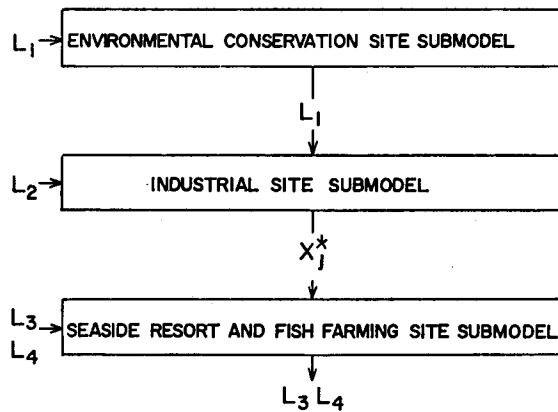 L₁ ENVIRONMENTAL CONSERVATION SITE SUBMODEL
L₁
L₂ INDUSTRIAL SITE SUBMODEL
X_J^*
L₃
L₄ SEASIDE RESORT AND FISH FARMING SITE SUBMODEL
L₃ L₄